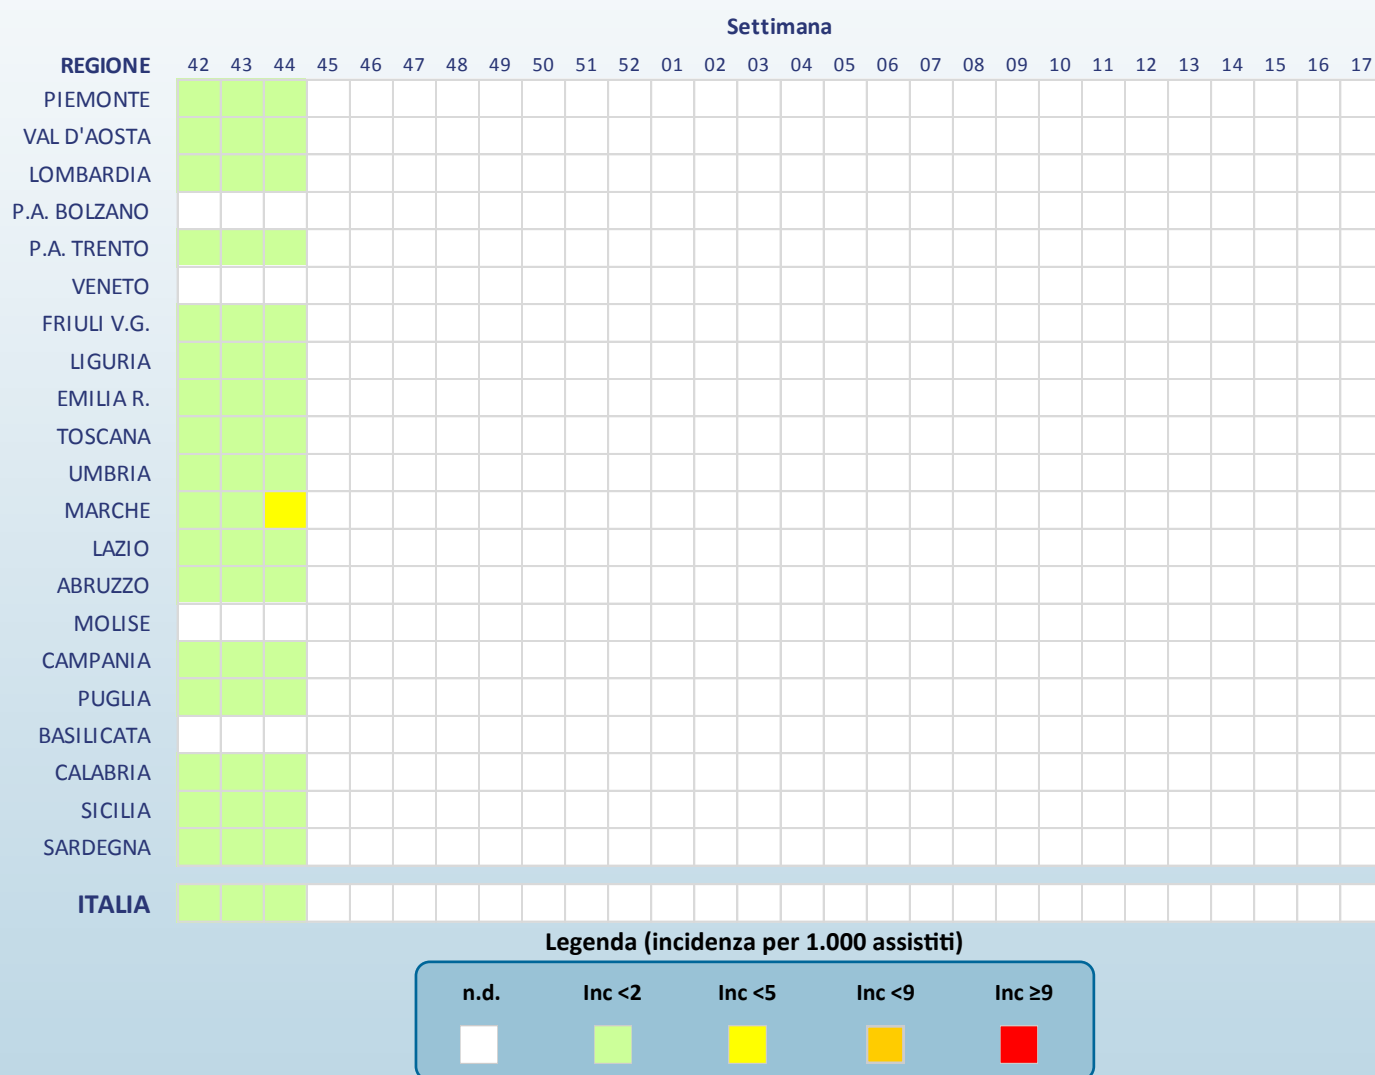 Settimana
REGIONE 42 43 44 45 46 47 48 49 50 51 52 01 02 03 04 05 06 07 08 09 10 11 12 13 14 15 16 17
PIEMONTE
VAL D'AOSTA
LOMBARDIA
P.A. BOLZANO
P.A. TRENTO
VENETO
FRIULI V.G.
LIGURIA
EMILIA R.
TOSCANA
UMBRIA
MARCHE
LAZIO
ABRUZZO
MOLISE
CAMPANIA
PUGLIA
BASILICATA
CALABRIA
SICILIA
SARDEGNA
ITALIA
Legenda (incidenza per 1.000 assistiti)
n.d. Inc <2 Inc <5 Inc <9 Inc ≥9